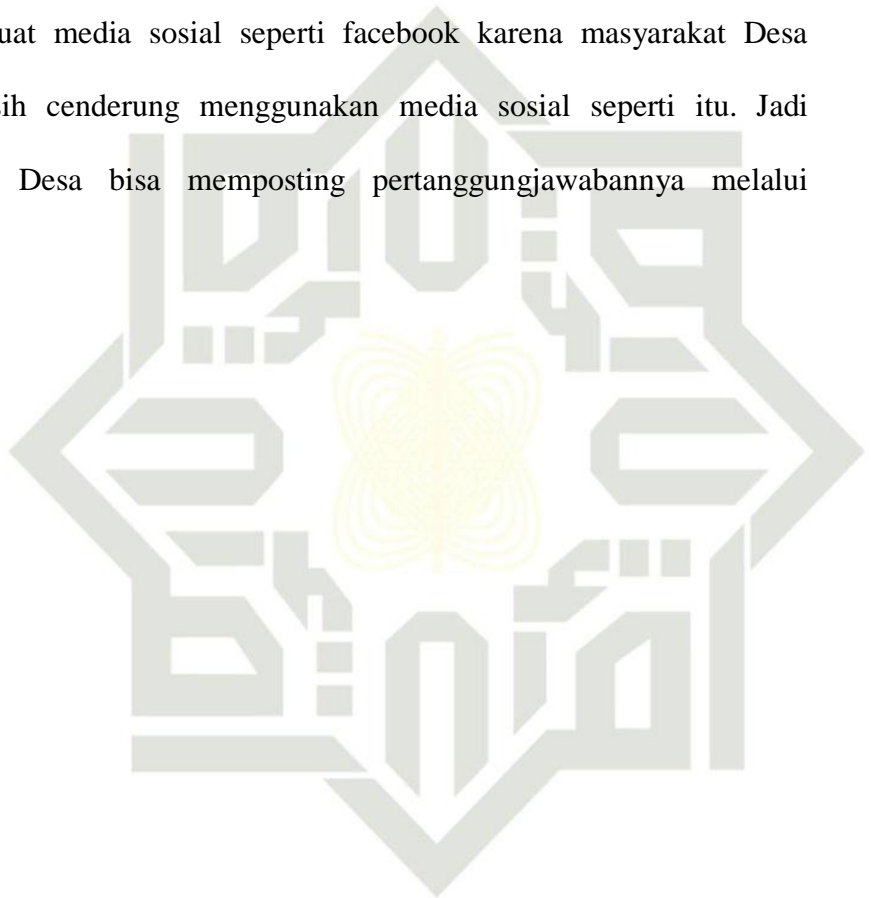 uat media sosial seperti facebook karena masyarakat Desa
sih cenderung menggunakan media sosial seperti itu. Jadi
Desa bisa memposting pertanggungjawabannya melalui